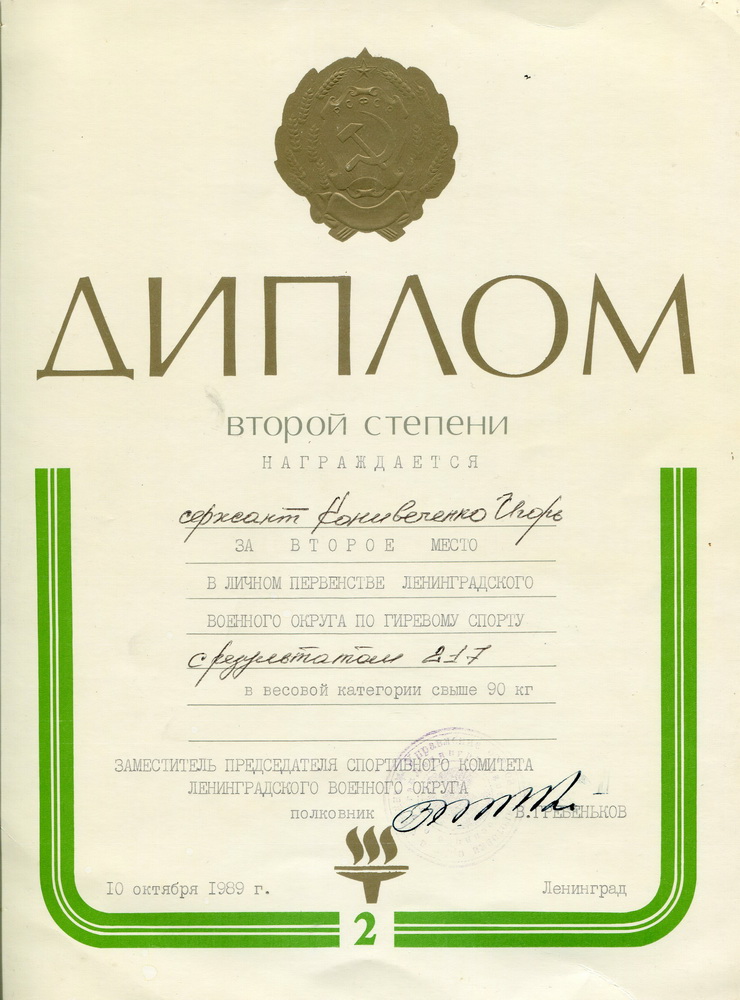 РСФСР
ДИПЛОМ
второй степени
НАГРАЖДАЕТСЯ
сержант Конивеченко Игорь
ЗА ВТОРОЕ МЕСТО
В ЛИЧНОМ ПЕРВЕНСТВЕ ЛЕНИНГРАДСКОГО
ВОЕННОГО ОКРУГА ПО ГИРЕВОМУ СПОРТУ
с результатом 217
в весовой категории свыше 90 кг
ЗАМЕСТИТЕЛЬ ПРЕДСЕДАТЕЛЯ СПОРТИВНОГО КОМИТЕТА
ЛЕНИНГРАДСКОГО ВОЕННОГО ОКРУГА
полковник В.ГРЕБЕНЬКОВ
10 октября 1989 г. Ленинград
2